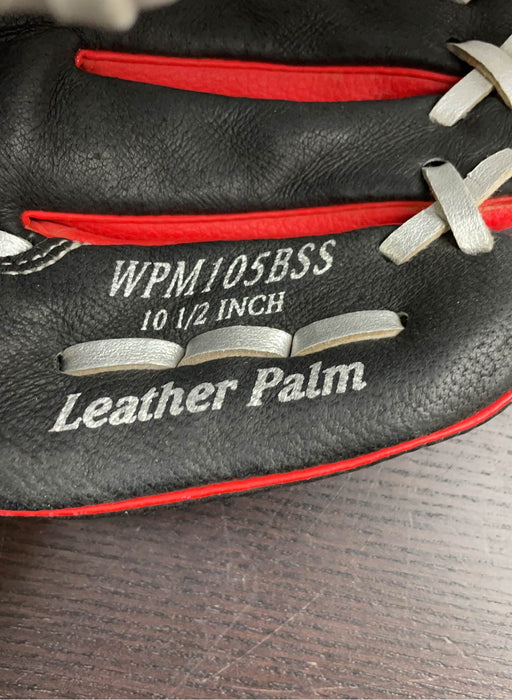 WPM105BSS
10 1/2 INCH
Leather Palm